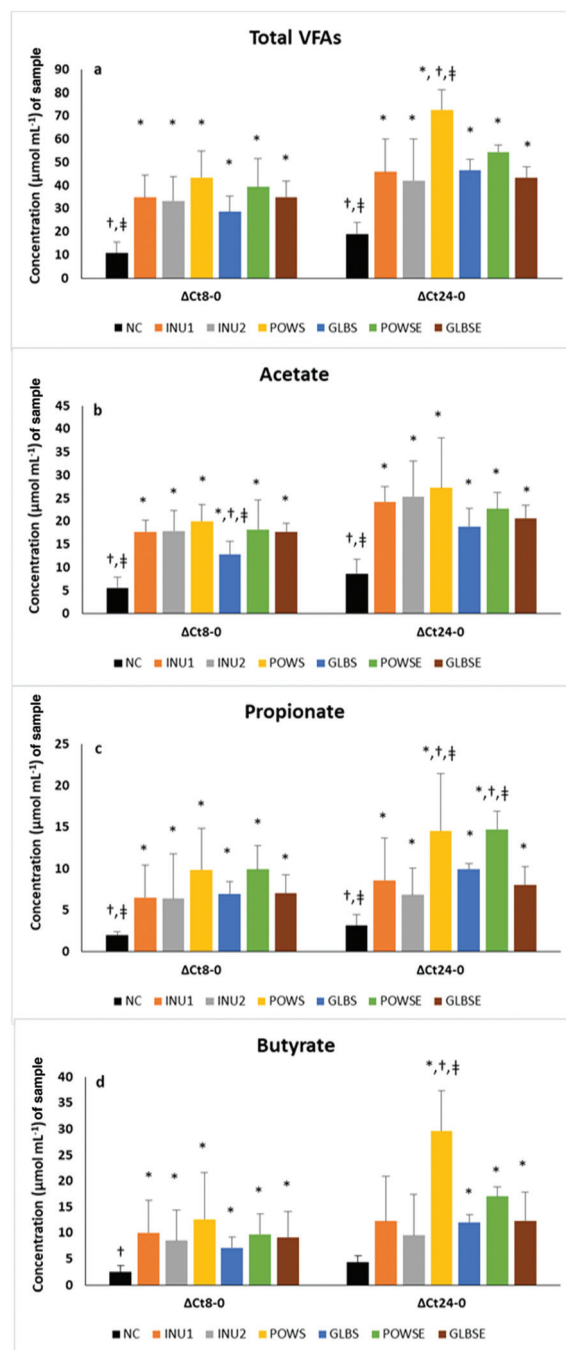 Total VFAs
a
Concentration (µmol mL-1) of sample
90
80
70
60
50
40
30
20
10
0
†,ǂ
*
*
*
*
*
*
†,ǂ
*
*
*, †,ǂ
*
*
*
ΔCt8-0
ΔCt24-0
NC INU1 INU2 POWS GLBS POWSE GLBSE
Acetate
b
Concentration (µmol mL-1) of sample
45
40
35
30
25
20
15
10
5
0
†,ǂ
*
*
*
*,†,ǂ
*
*
†,ǂ
*
*
*
*
*
*
ΔCt8-0
ΔCt24-0
NC INU1 INU2 POWS GLBS POWSE GLBSE
Propionate
c
Concentration (µmol mL-1) of sample
25
20
15
10
5
0
†,ǂ
*
*
*
*
*
*
†,ǂ
*
*
*,†,ǂ
*
*,†,ǂ
*
ΔCt8-0
ΔCt24-0
NC INU1 INU2 POWS GLBS POWSE GLBSE
Butyrate
d
Concentration (µmol mL-1) of sample
40
35
30
25
20
15
10
5
0
†
*
*
*
*
*
*
*,†,ǂ
*
*
*
ΔCt8-0
ΔCt24-0
NC INU1 INU2 POWS GLBS POWSE GLBSE